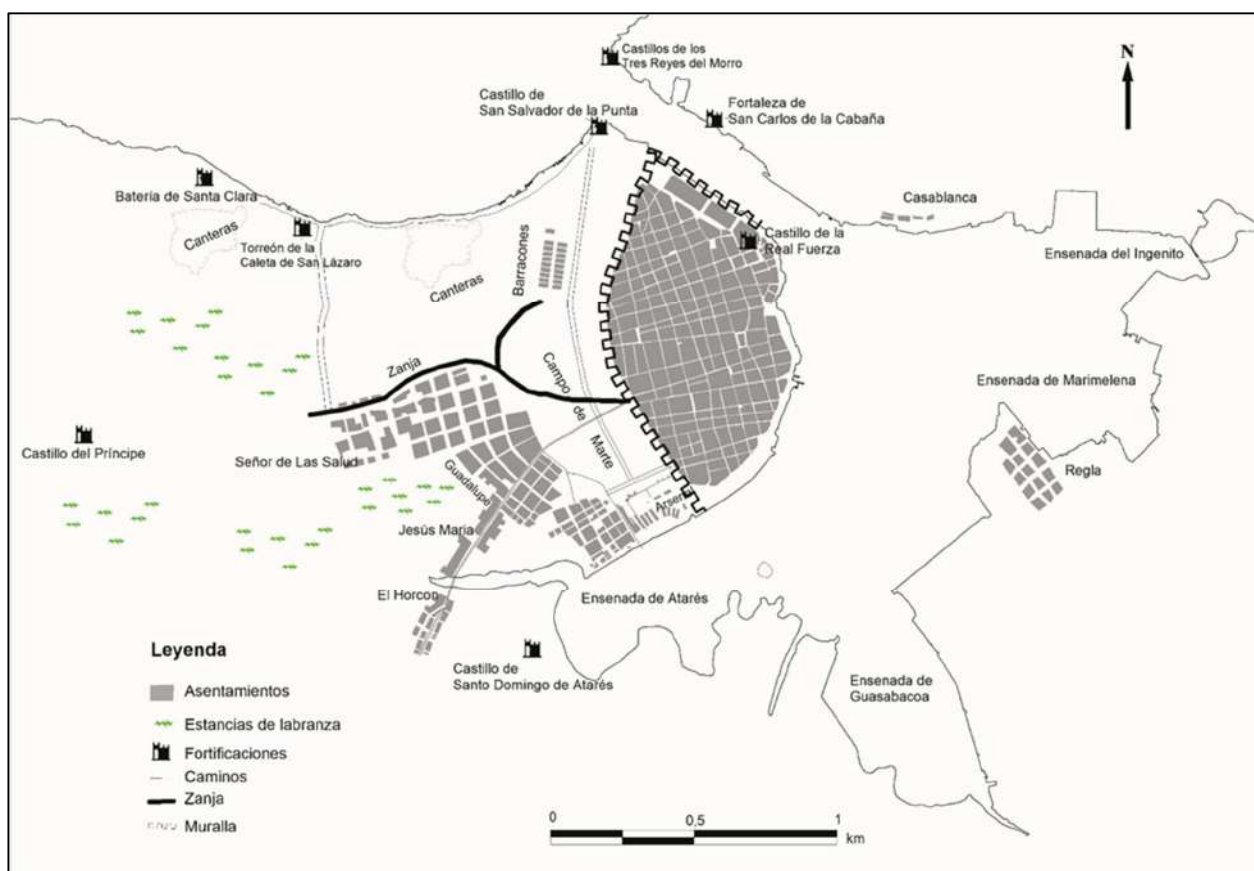 Castillos de los
Tres Reyes del Morro
N
Castillo de
San Salvador de la Punta
Fortaleza de
San Carlos de la Cabaña
Batería de Santa Clara
Canteras
Torreón de la
Caleta de San Lázaro
Canteras
Barracones
Castillo de la
Real Fuerza
Casablanca
Ensenada del Ingenito
Zanja
Campo de Marte
Ensenada de Marimelena
Castillo del Príncipe
Señor de Las Salud
Guadalupe
Regla
Jesús María
Arsenal
El Horcon
Ensenada de Atarés
Castillo de
Santo Domingo de Atarés
Ensenada de
Guasabacoa
Leyenda
Asentamientos
Estancias de labranza
Fortificaciones
Caminos
Zanja
Muralla
0 0,5 1
km